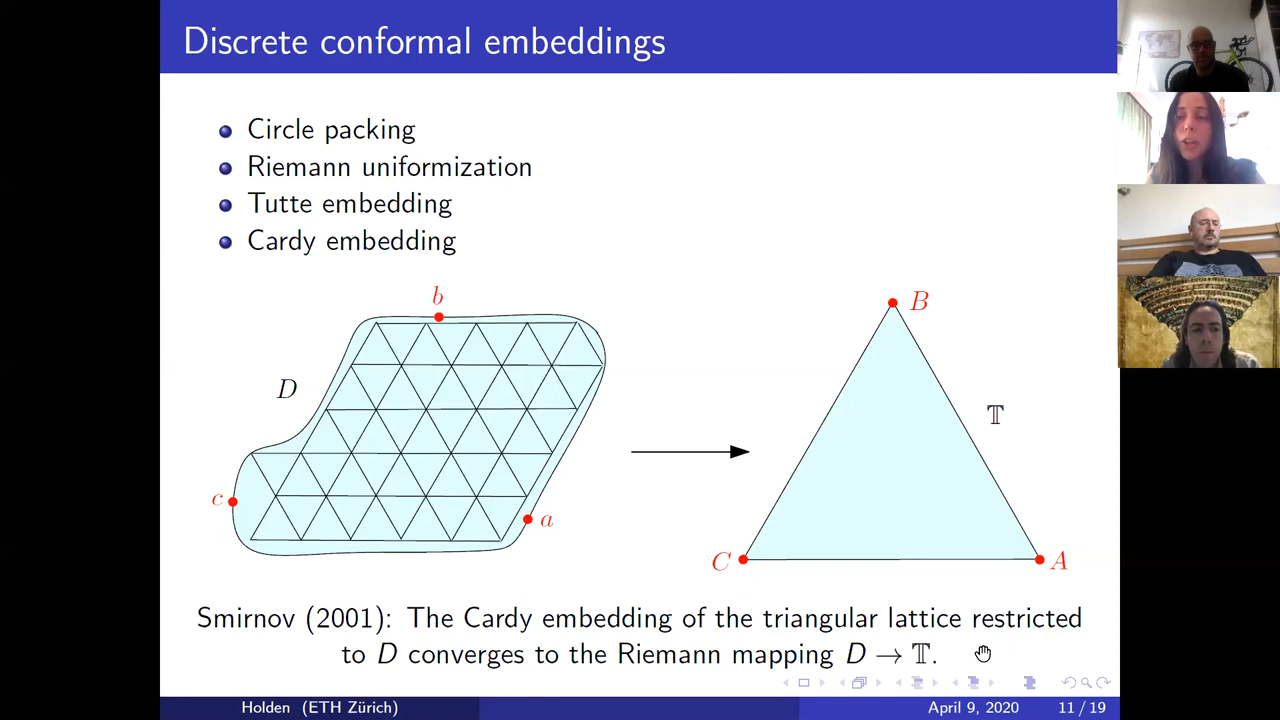 Discrete conformal embeddings
Circle packing
Riemann uniformization
Tutte embedding
Cardy embedding
b
B
D
𝕋
c
a
C
A
Smirnov (2001): The Cardy embedding of the triangular lattice restricted
to D converges to the Riemann mapping D → 𝕋.
Holden (ETH Zürich)
April 9, 2020
11 / 19